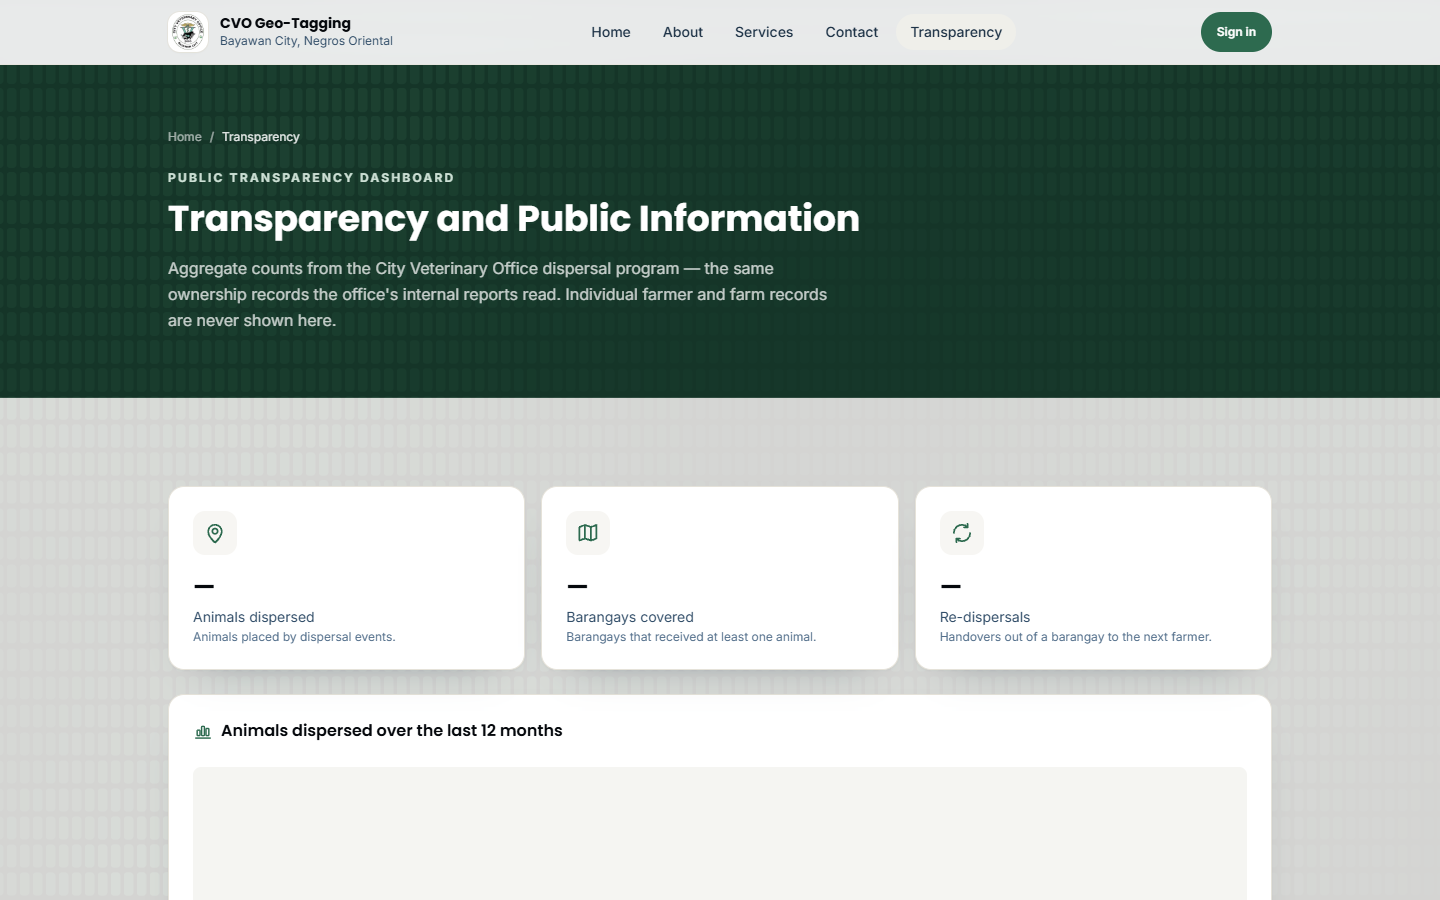 CVO Geo-Tagging
Bayawan City, Negros Oriental
Home
About
Services
Contact
Transparency
Sign in
Home / Transparency
PUBLIC TRANSPARENCY DASHBOARD
Transparency and Public Information
Aggregate counts from the City Veterinary Office dispersal program — the same
ownership records the office's internal reports read. Individual farmer and farm records
are never shown here.
—
Animals dispersed
Animals placed by dispersal events.
—
Barangays covered
Barangays that received at least one animal.
—
Re-dispersals
Handovers out of a barangay to the next farmer.
Animals dispersed over the last 12 months